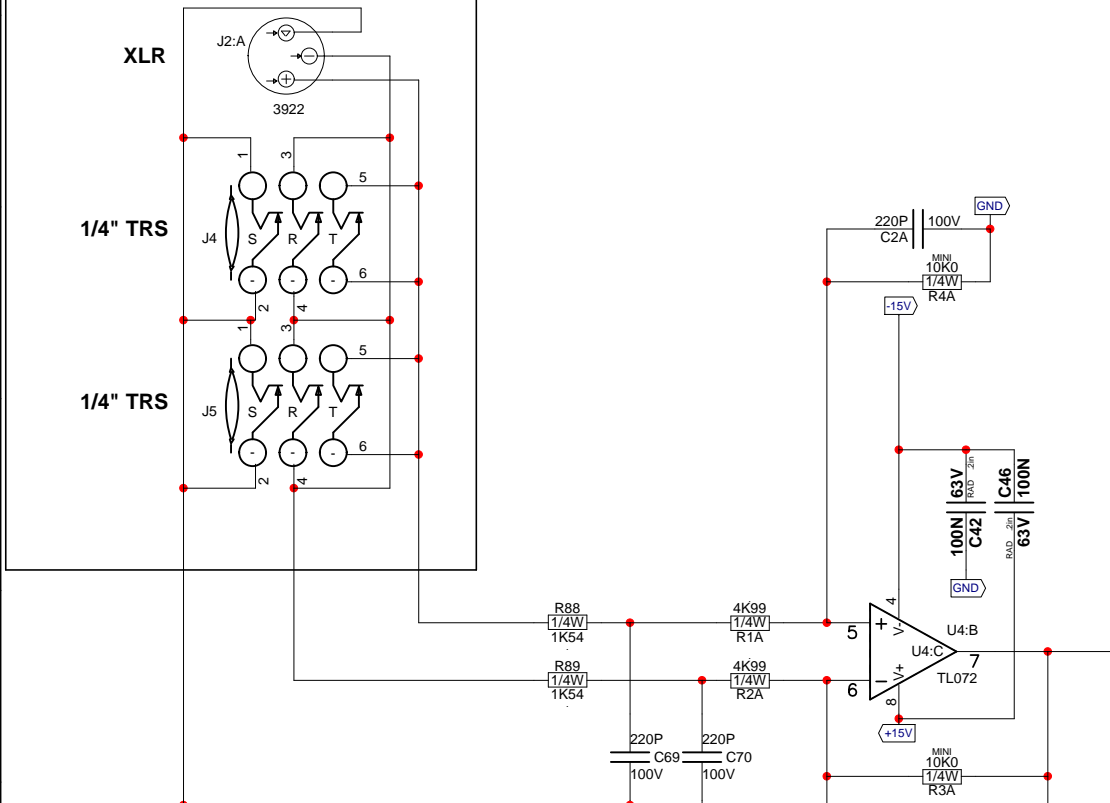 XLR
J2:A
3922
1 3
5
1/4" TRS
J4
S R T
6
2 4
1 3
5
1/4" TRS
J5
S R T
6
2 4
GND
220P 100V
C2A
MINI
10K0
1/4W
R4A
-15V
63V
RAD .2in
100N
C42
C46
100N
RAD .2in
63V
GND
R88
1/4W
1K54
4K99
1/4W
R1A
5
+
4
V-
U4:B
U4:C
7
TL072
R89
1/4W
1K54
4K99
1/4W
R2A
6
V+
8
+15V
220P
C69
100V
220P
C70
100V
MINI
10K0
1/4W
R3A